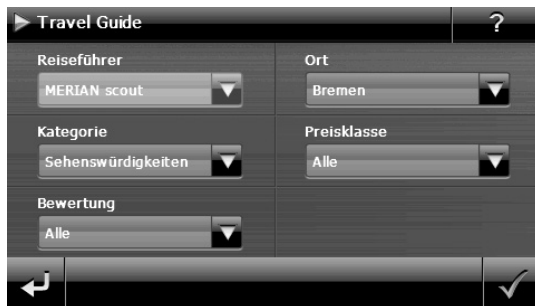 Travel Guide
?
Reiseführer
Ort
MERIAN scout
Bremen
Kategorie
Preisklasse
Sehenswürdigkeiten
Alle
Bewertung
Alle